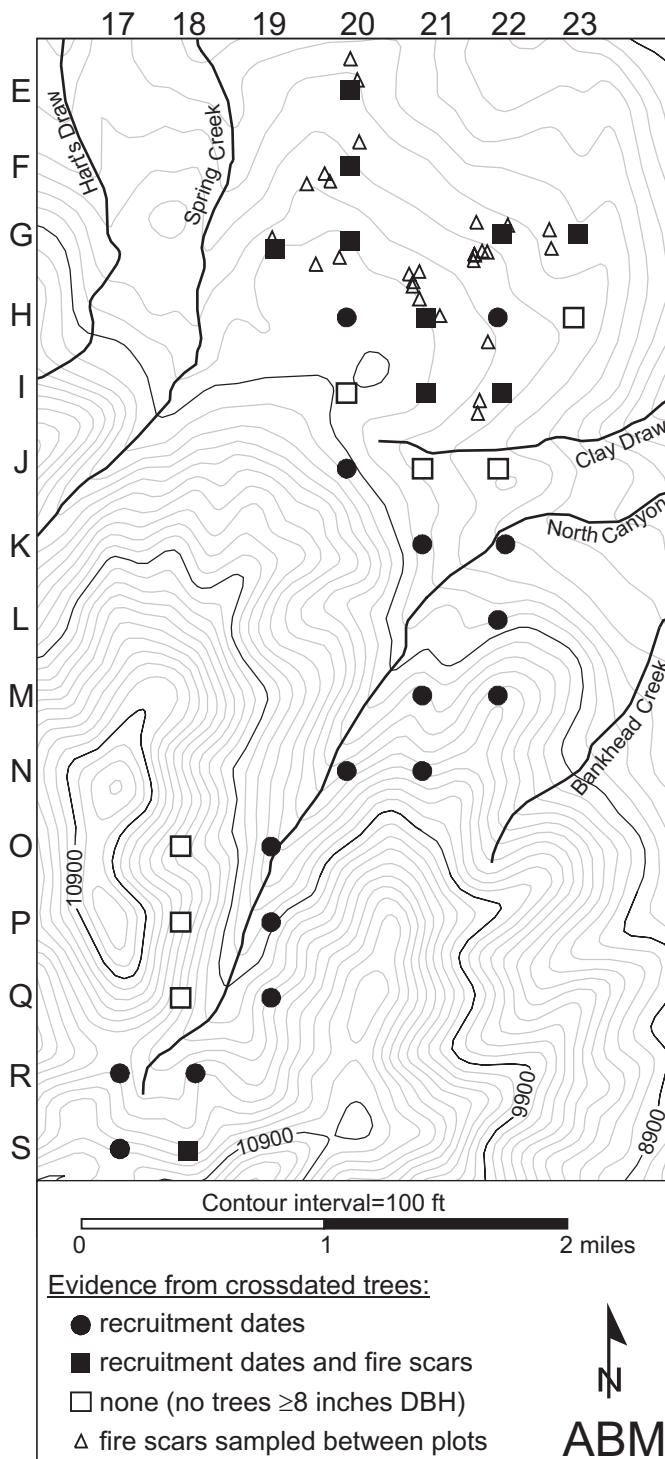 17 18 19 20 21 22 23
E
F
G
H
I
J
K
L
M
N
O
P
Q
R
S
Hart's Draw
Spring Creek
Clay Draw
North Canyon
Bankhead Creek
10900
10900
9900
8900
Contour interval=100 ft
0 1 2 miles
Evidence from crossdated trees:
recruitment dates
recruitment dates and fire scars
none (no trees ≥8 inches DBH)
fire scars sampled between plots
N
ABM